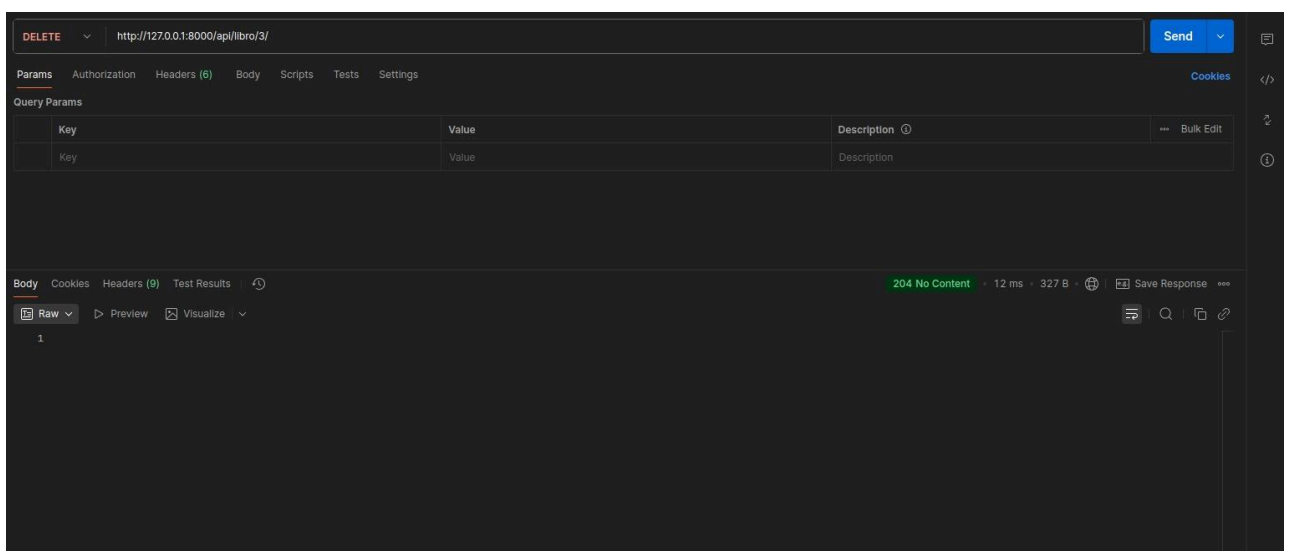 DELETE http://127.0.0.1:8000/api/libro/3/ Send
Params Authorization Headers (6) Body Scripts Tests Settings Cookies
Query Params
Key Value Description Bulk Edit
Key Value Description
Body Cookies Headers (9) Test Results 204 No Content 12 ms 327 B Save Response
Raw Preview Visualize
1